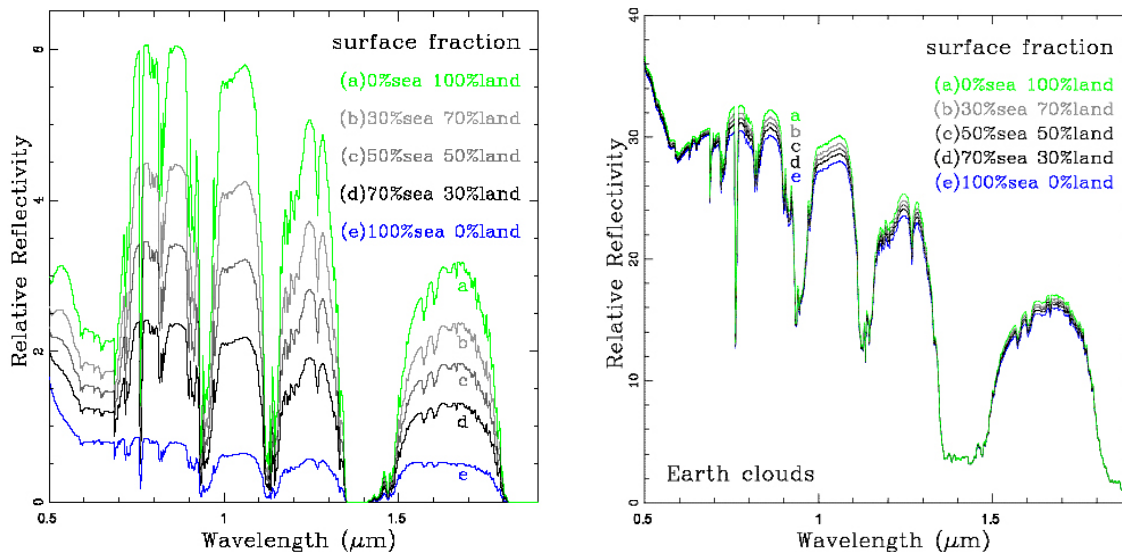 surface fraction
(a)0%sea 100%land
(b)30%sea 70%land
(c)50%sea 50%land
(d)70%sea 30%land
(e)100%sea 0%land
a
b
c
d
e
Relative Reflectivity
6
4
2
0
0.5
1
1.5
Wavelength (μm)
surface fraction
(a)0%sea 100%land
(b)30%sea 70%land
(c)50%sea 50%land
(d)70%sea 30%land
(e)100%sea 0%land
a
b
c
d
e
Earth clouds
Relative Reflectivity
40
30
20
10
0
0.5
1
1.5
Wavelength (μm)